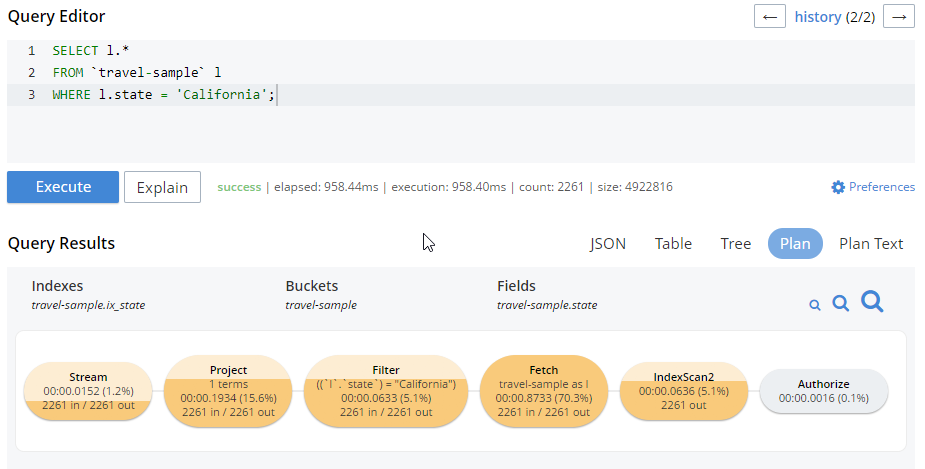 Query Editor
← history (2/2) →
1 SELECT l.*
2 FROM `travel-sample` l
3 WHERE l.state = 'California';
Execute Explain success | elapsed: 958.44ms | execution: 958.40ms | count: 2261 | size: 4922816 Preferences
Query Results JSON Table Tree Plan Plan Text
Indexes Buckets Fields
travel-sample.ix_state travel-sample travel-sample.state
Stream
00:00.0152 (1.2%)
2261 in / 2261 out
Project
1 terms
00:00.1934 (15.6%)
2261 in / 2261 out
Filter
((`l`.`state`) = "California")
00:00.0633 (5.1%)
2261 in / 2261 out
Fetch
travel-sample as l
00:00.8733 (70.3%)
2261 in / 2261 out
IndexScan2
00:00.0636 (5.1%)
2261 out
Authorize
00:00.0016 (0.1%)